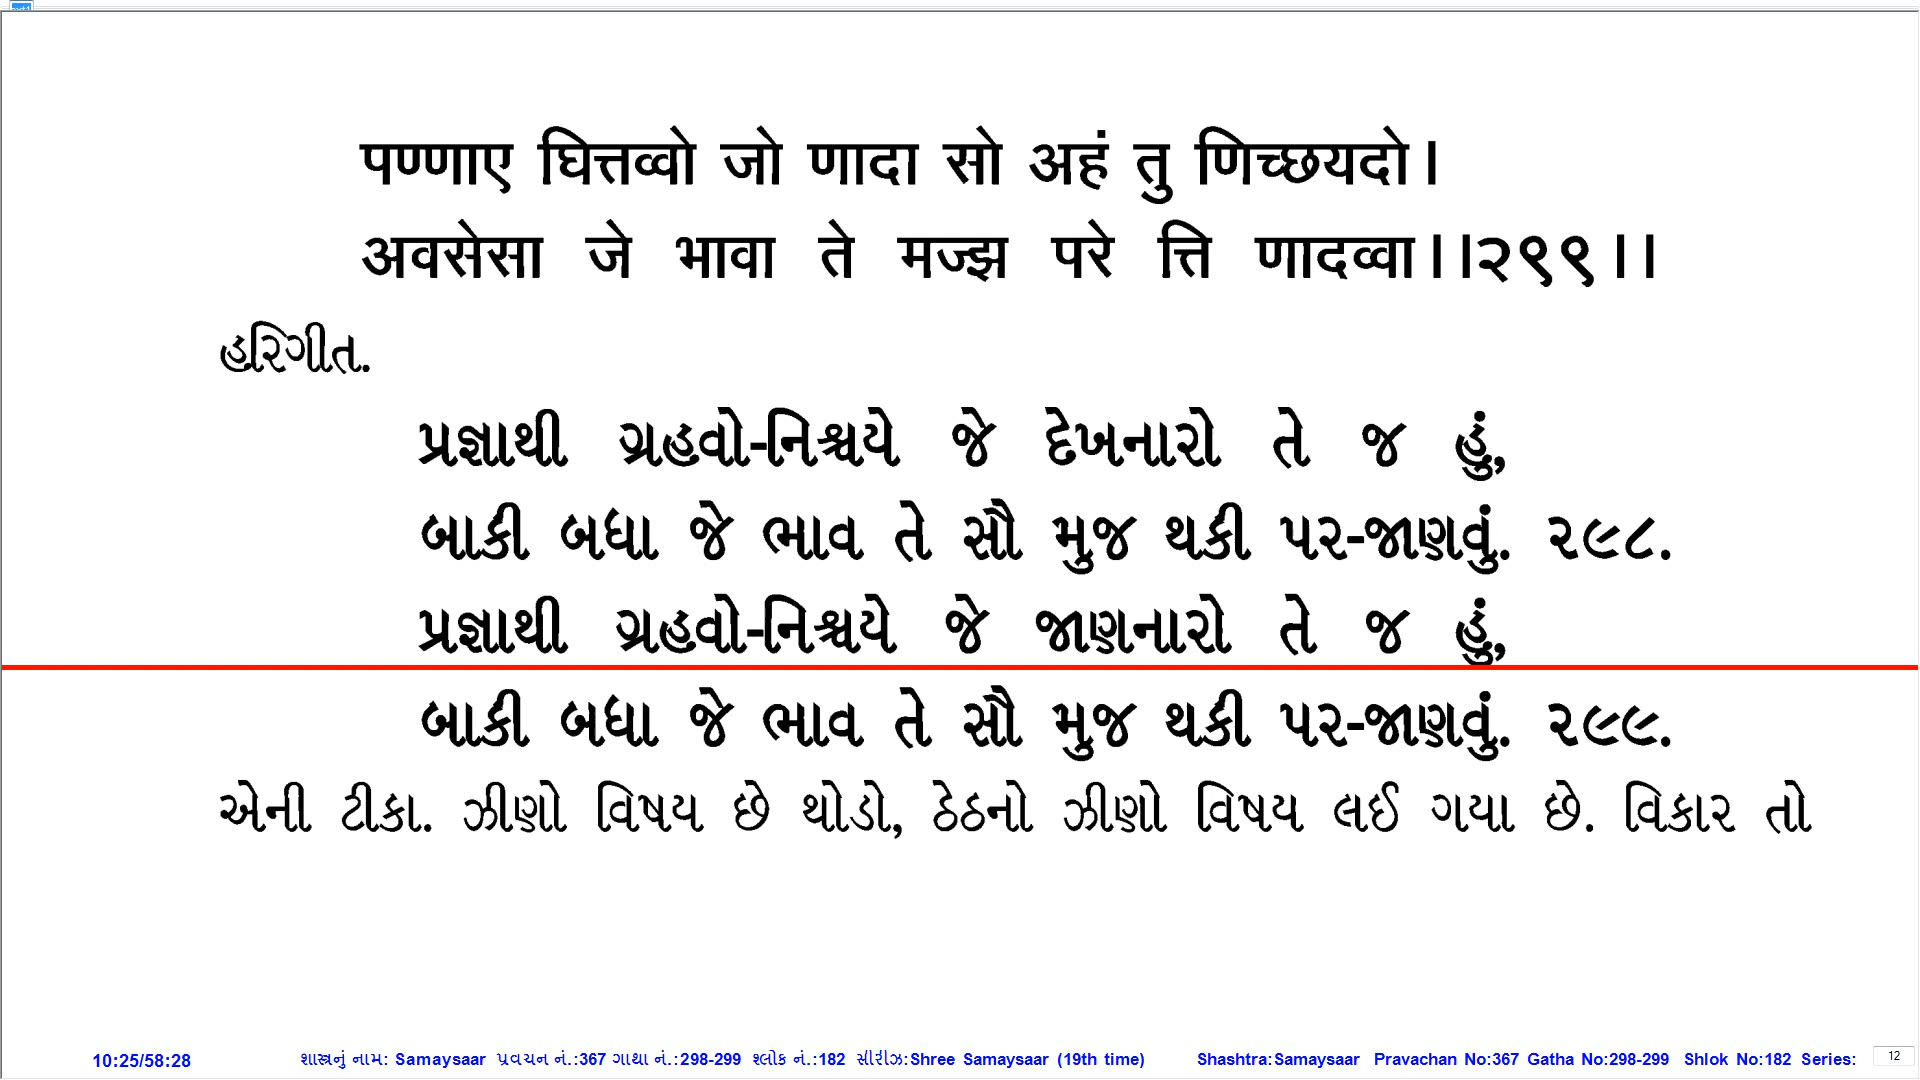 पण्णाए घित्तव्वो जो णादा सो अहं तु णिच्छयदो।
अवसेसा जे भावा ते मज्झ परे त्ति णादव्वा।।२९९।।
હરિગીત.
પ્રજ્ઞાથી ગ્રહવો-નિશ્ચયે જે દેખનારો તે જ હું,
બાકી બધા જે ભાવ તે સૌ મુજ થકી પર-જાણવું. ૨૯૮.
પ્રજ્ઞાથી ગ્રહવો-નિશ્ચયે જે જાણનારો તે જ હું,
બાકી બધા જે ભાવ તે સૌ મુજ થકી પર-જાણવું. ૨૯૯.
એની ટીકા. ઝીણો વિષય છે થોડો, ઠેઠનો ઝીણો વિષય લઈ ગયા છે. વિકાર તો
10:25/58:28 શાસ્ત્રનું નામ: Samaysaar પ્રવચન નં.:367 ગાથા નં.:298-299 શ્લોક નં.:182 સીરીઝ:Shree Samaysaar (19th time) Shashtra:Samaysaar Pravachan No:367 Gatha No:298-299 Shlok No:182 Series: 12